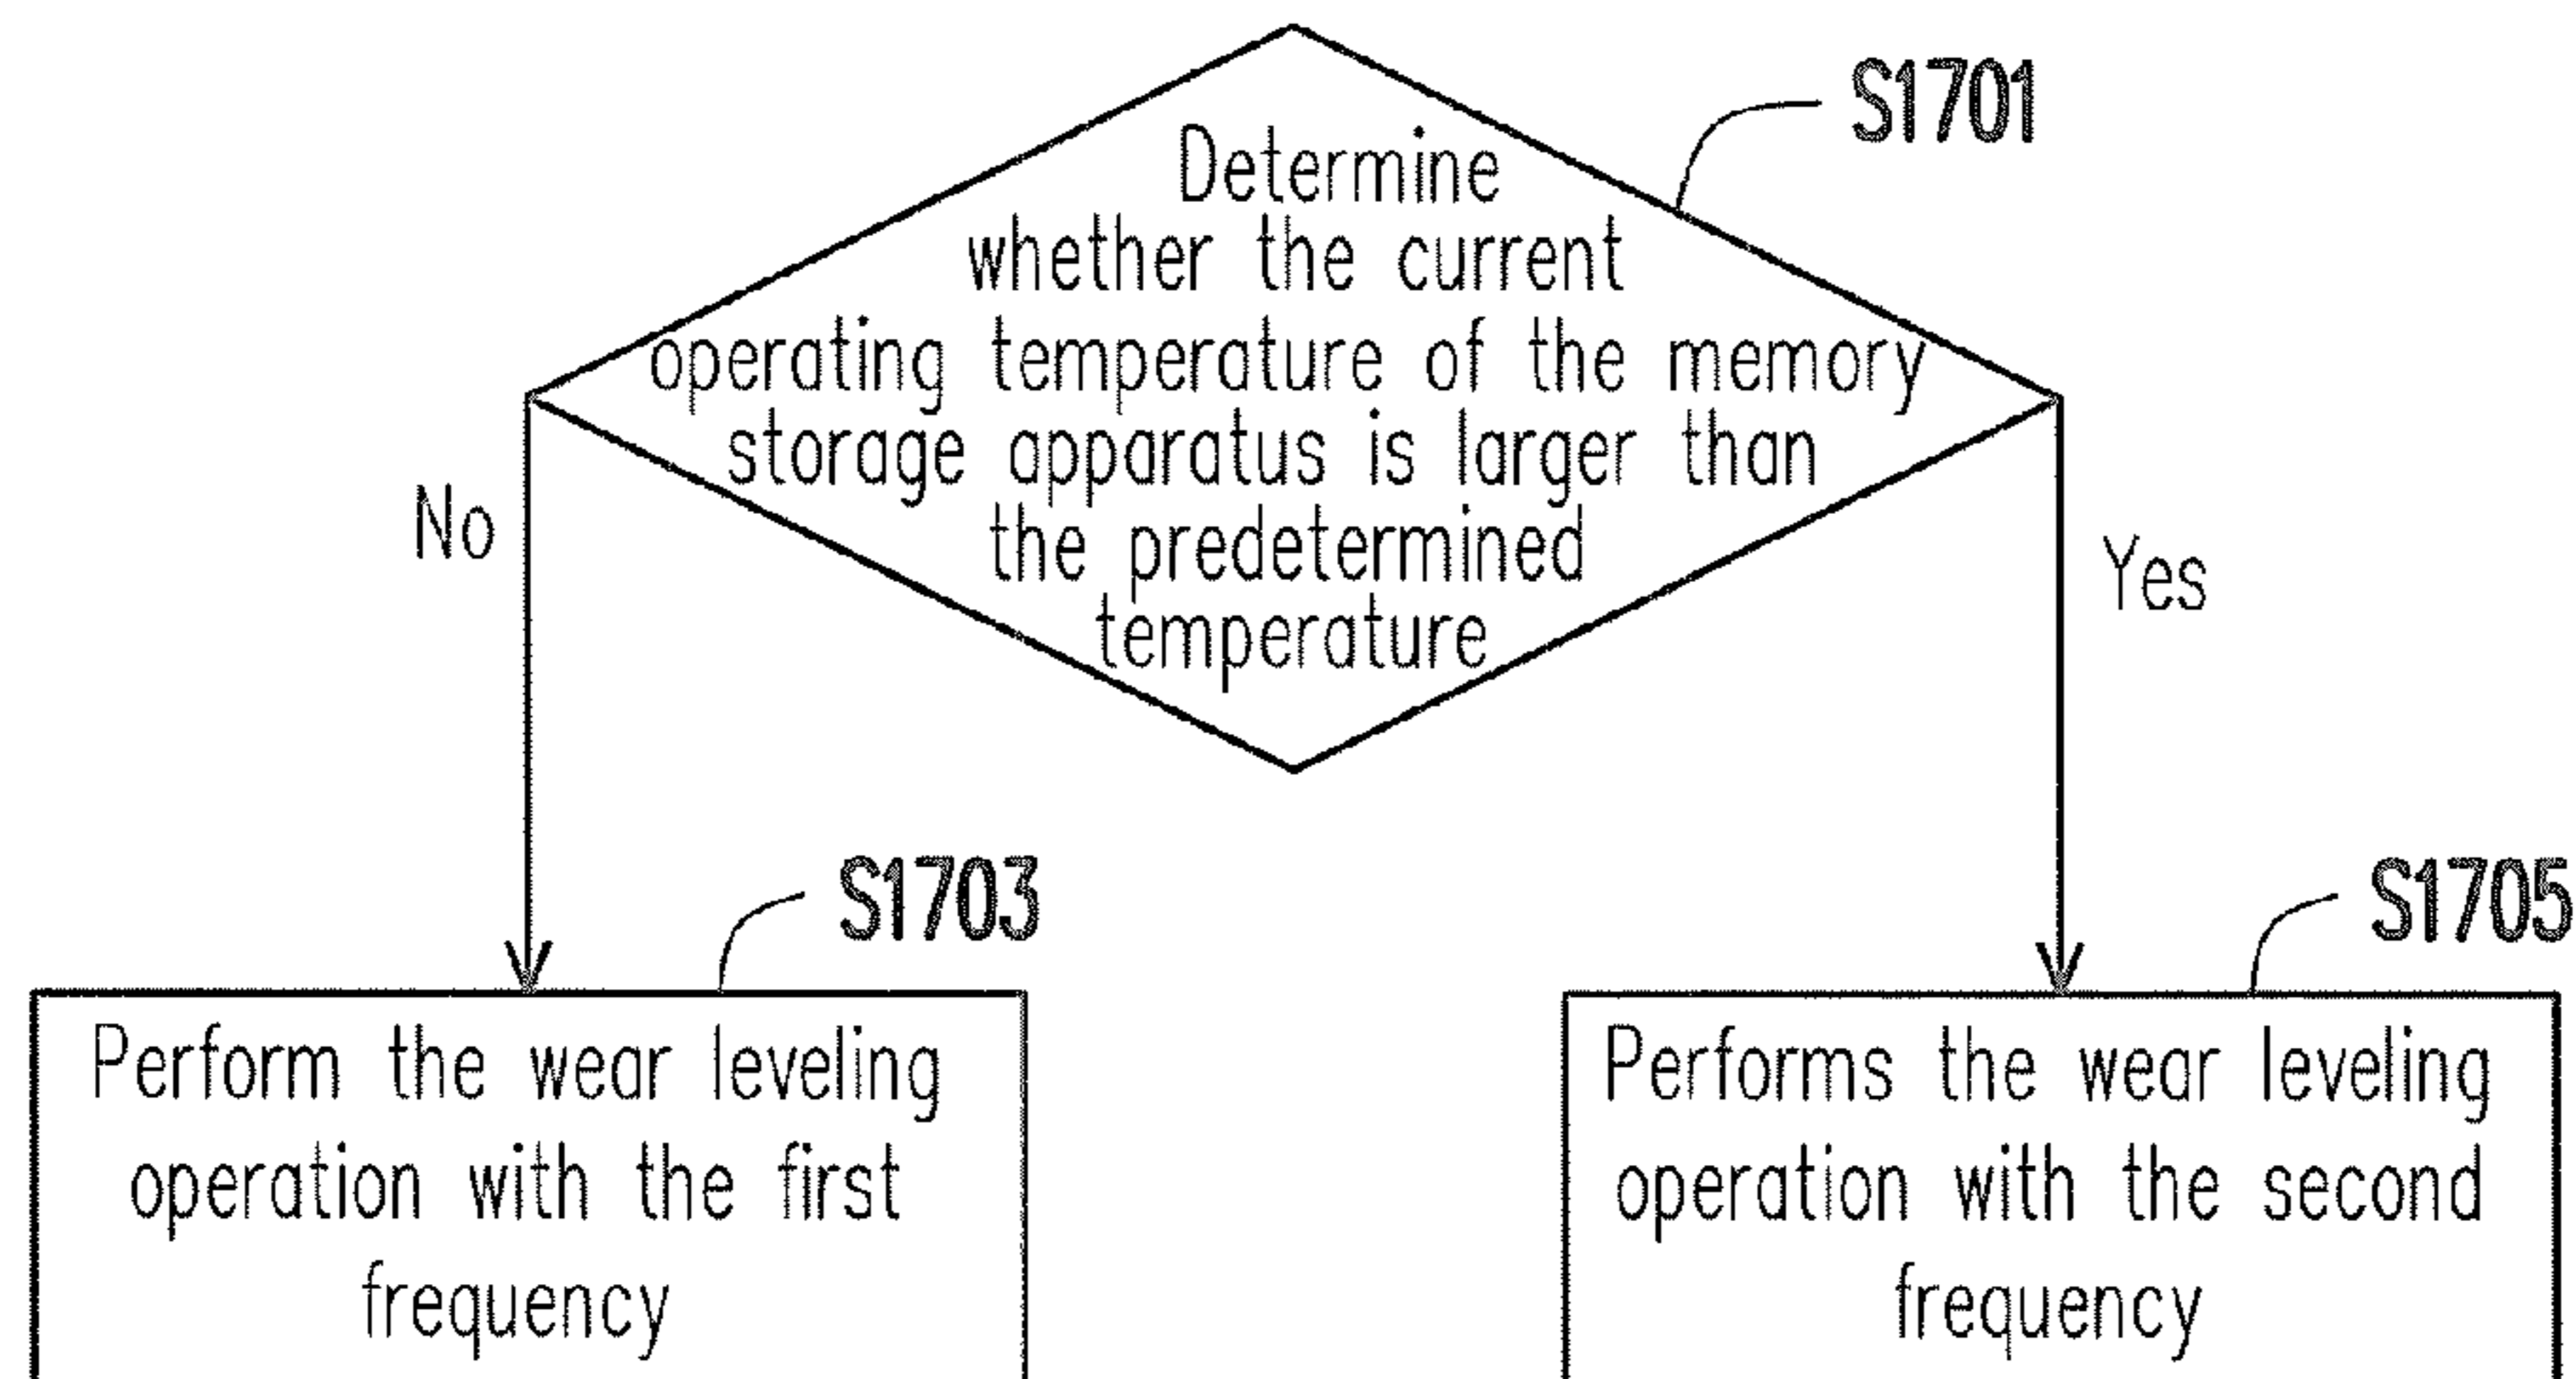 S1701
Determine
whether the current
operating temperature of the memory
storage apparatus is larger than
the predetermined
temperature
No
Yes
S1703
Perform the wear leveling
operation with the first
frequency
S1705
Performs the wear leveling
operation with the second
frequency